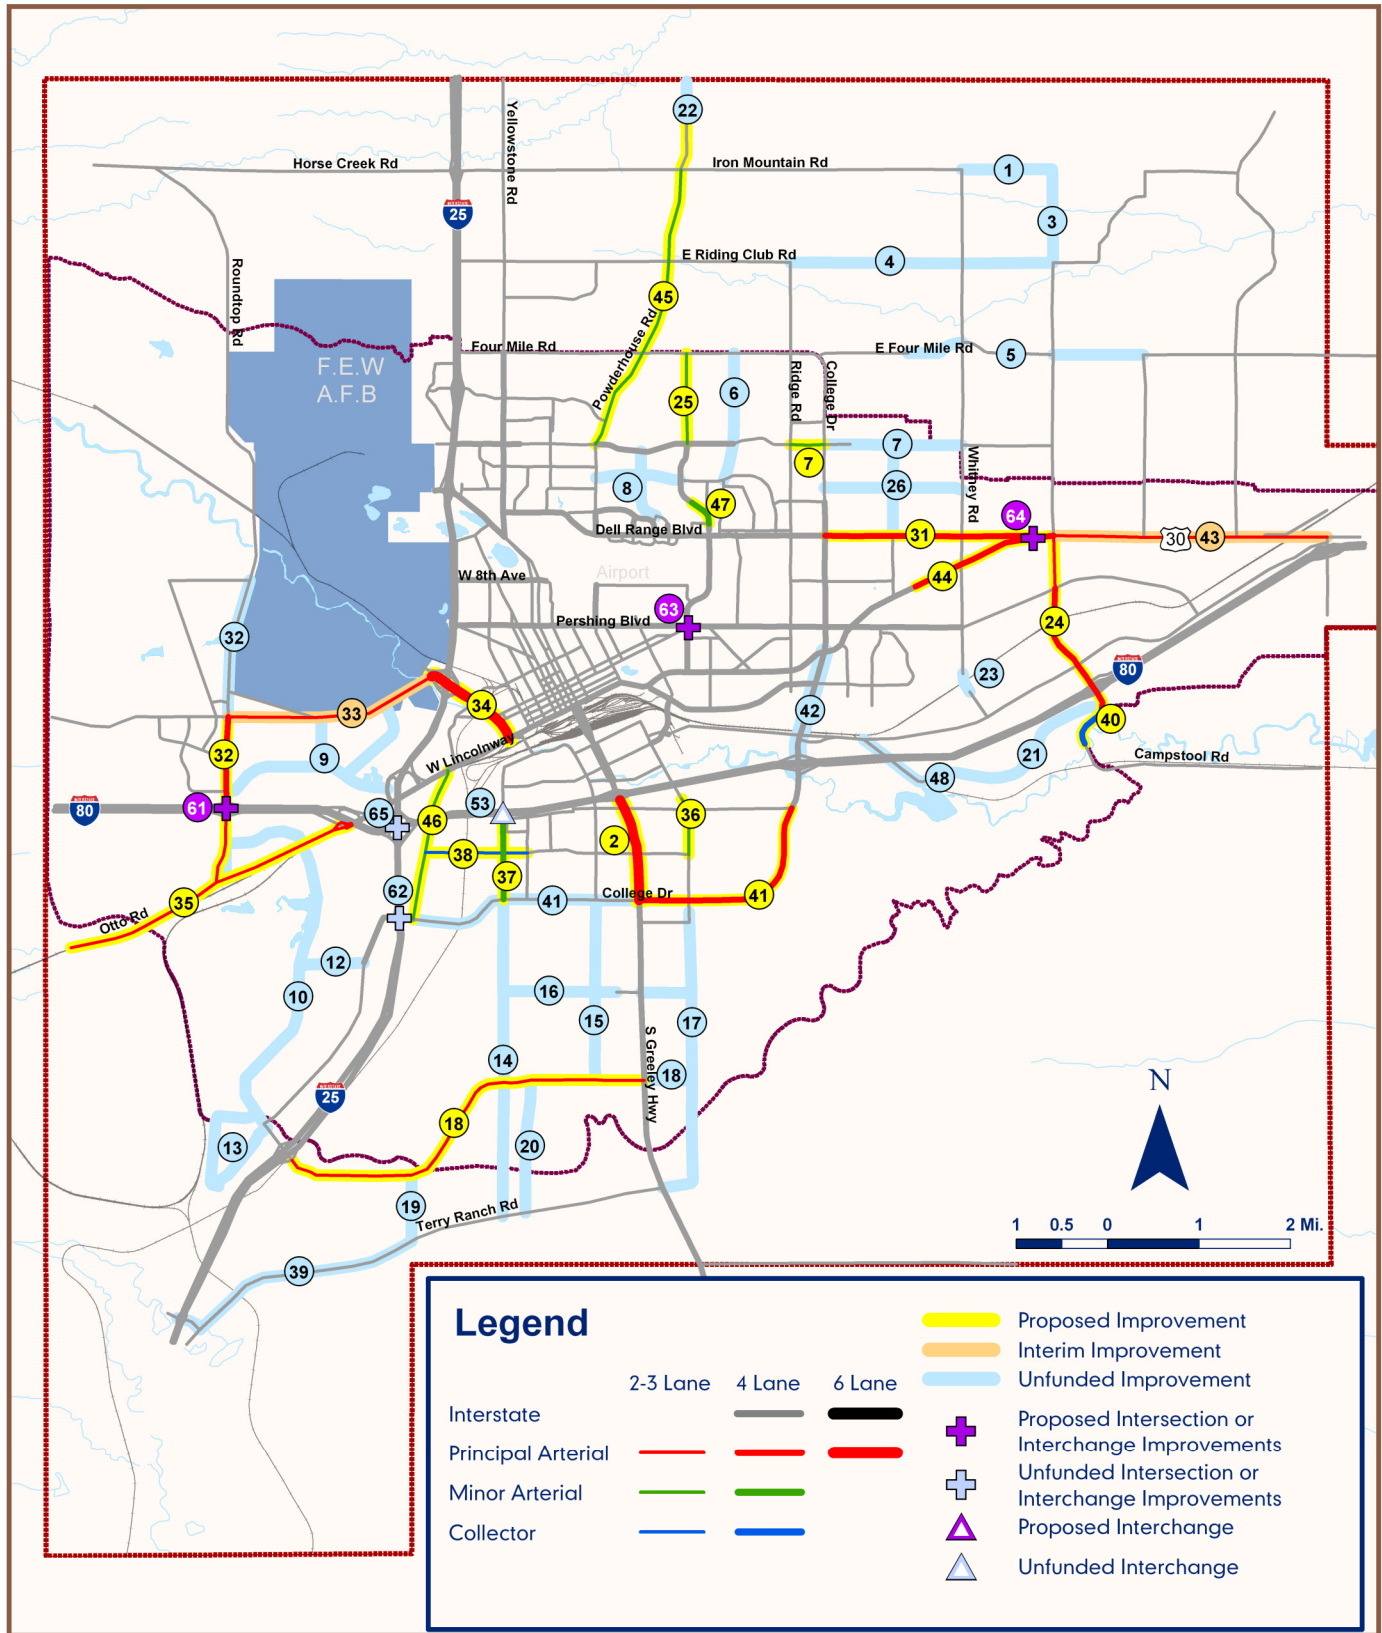 22
Horse Creek Rd
Yellowstone Rd
Iron Mountain Rd
1
25
3
Roundtop Rd
E Riding Club Rd
4
45
Powderhouse Rd
Four Mile Rd
E Four Mile Rd
5
F.E.W
A.F.B
Ridge Rd
College Dr
6
25
7
7
Whitney Rd
8
26
47
64
Dell Range Blvd
31
30
43
W 8th Ave
Airport
44
63
Pershing Blvd
24
32
23
80
33
34
42
40
32
9
W Lincolnway
21
Campstool Rd
48
80
61
65
53
46
36
2
38
37
62
35
41
College Dr
41
Otto Rd
12
10
16
15
17
S Greeley Hwy
14
18
N
25
18
13
20
19
Terry Ranch Rd
1 0.5 0 1 2 Mi.
39
Legend
2-3 Lane 4 Lane 6 Lane
Interstate
Principal Arterial
Minor Arterial
Collector
Proposed Improvement
Interim Improvement
Unfunded Improvement
Proposed Intersection or
Interchange Improvements
Unfunded Intersection or
Interchange Improvements
Proposed Interchange
Unfunded Interchange